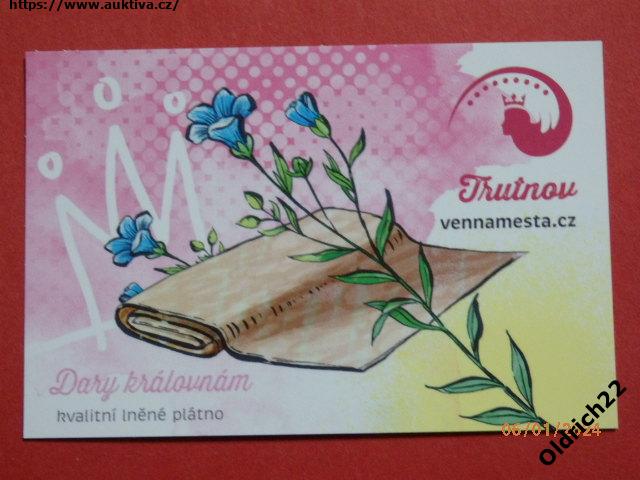 https://www.auktiva.cz/
Trutnov
vennamesta.cz
Dary královnám
kvalitní lněné plátno
06/01/2024
Oldrich22